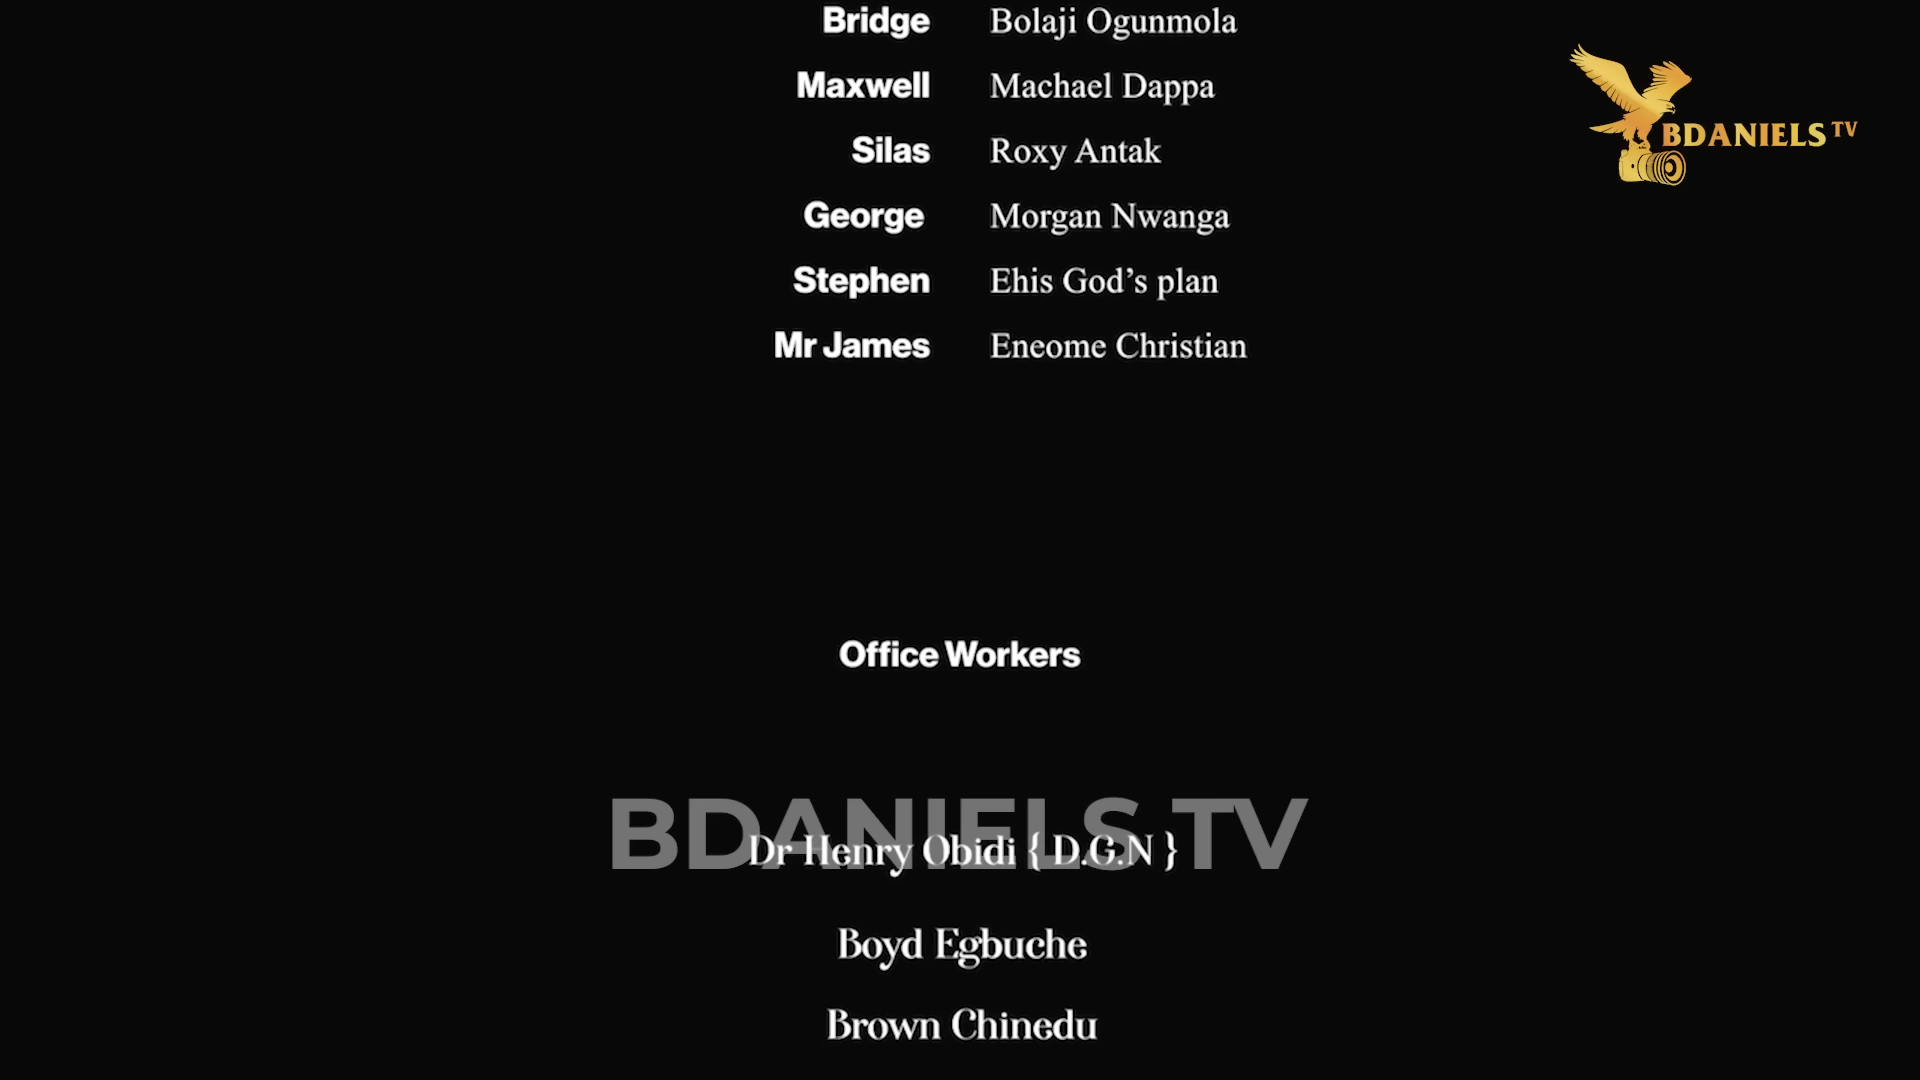 Bridge Bolaji Ogunmola
Maxwell Machael Dappa
BDANIELS TV
Silas Roxy Antak
George Morgan Nwanga
Stephen Ehis God’s plan
Mr James Eneome Christian
Office Workers
BDANIELS TV
Dr Henry Obidi { D.G.N }
Boyd Egbuche
Brown Chinedu